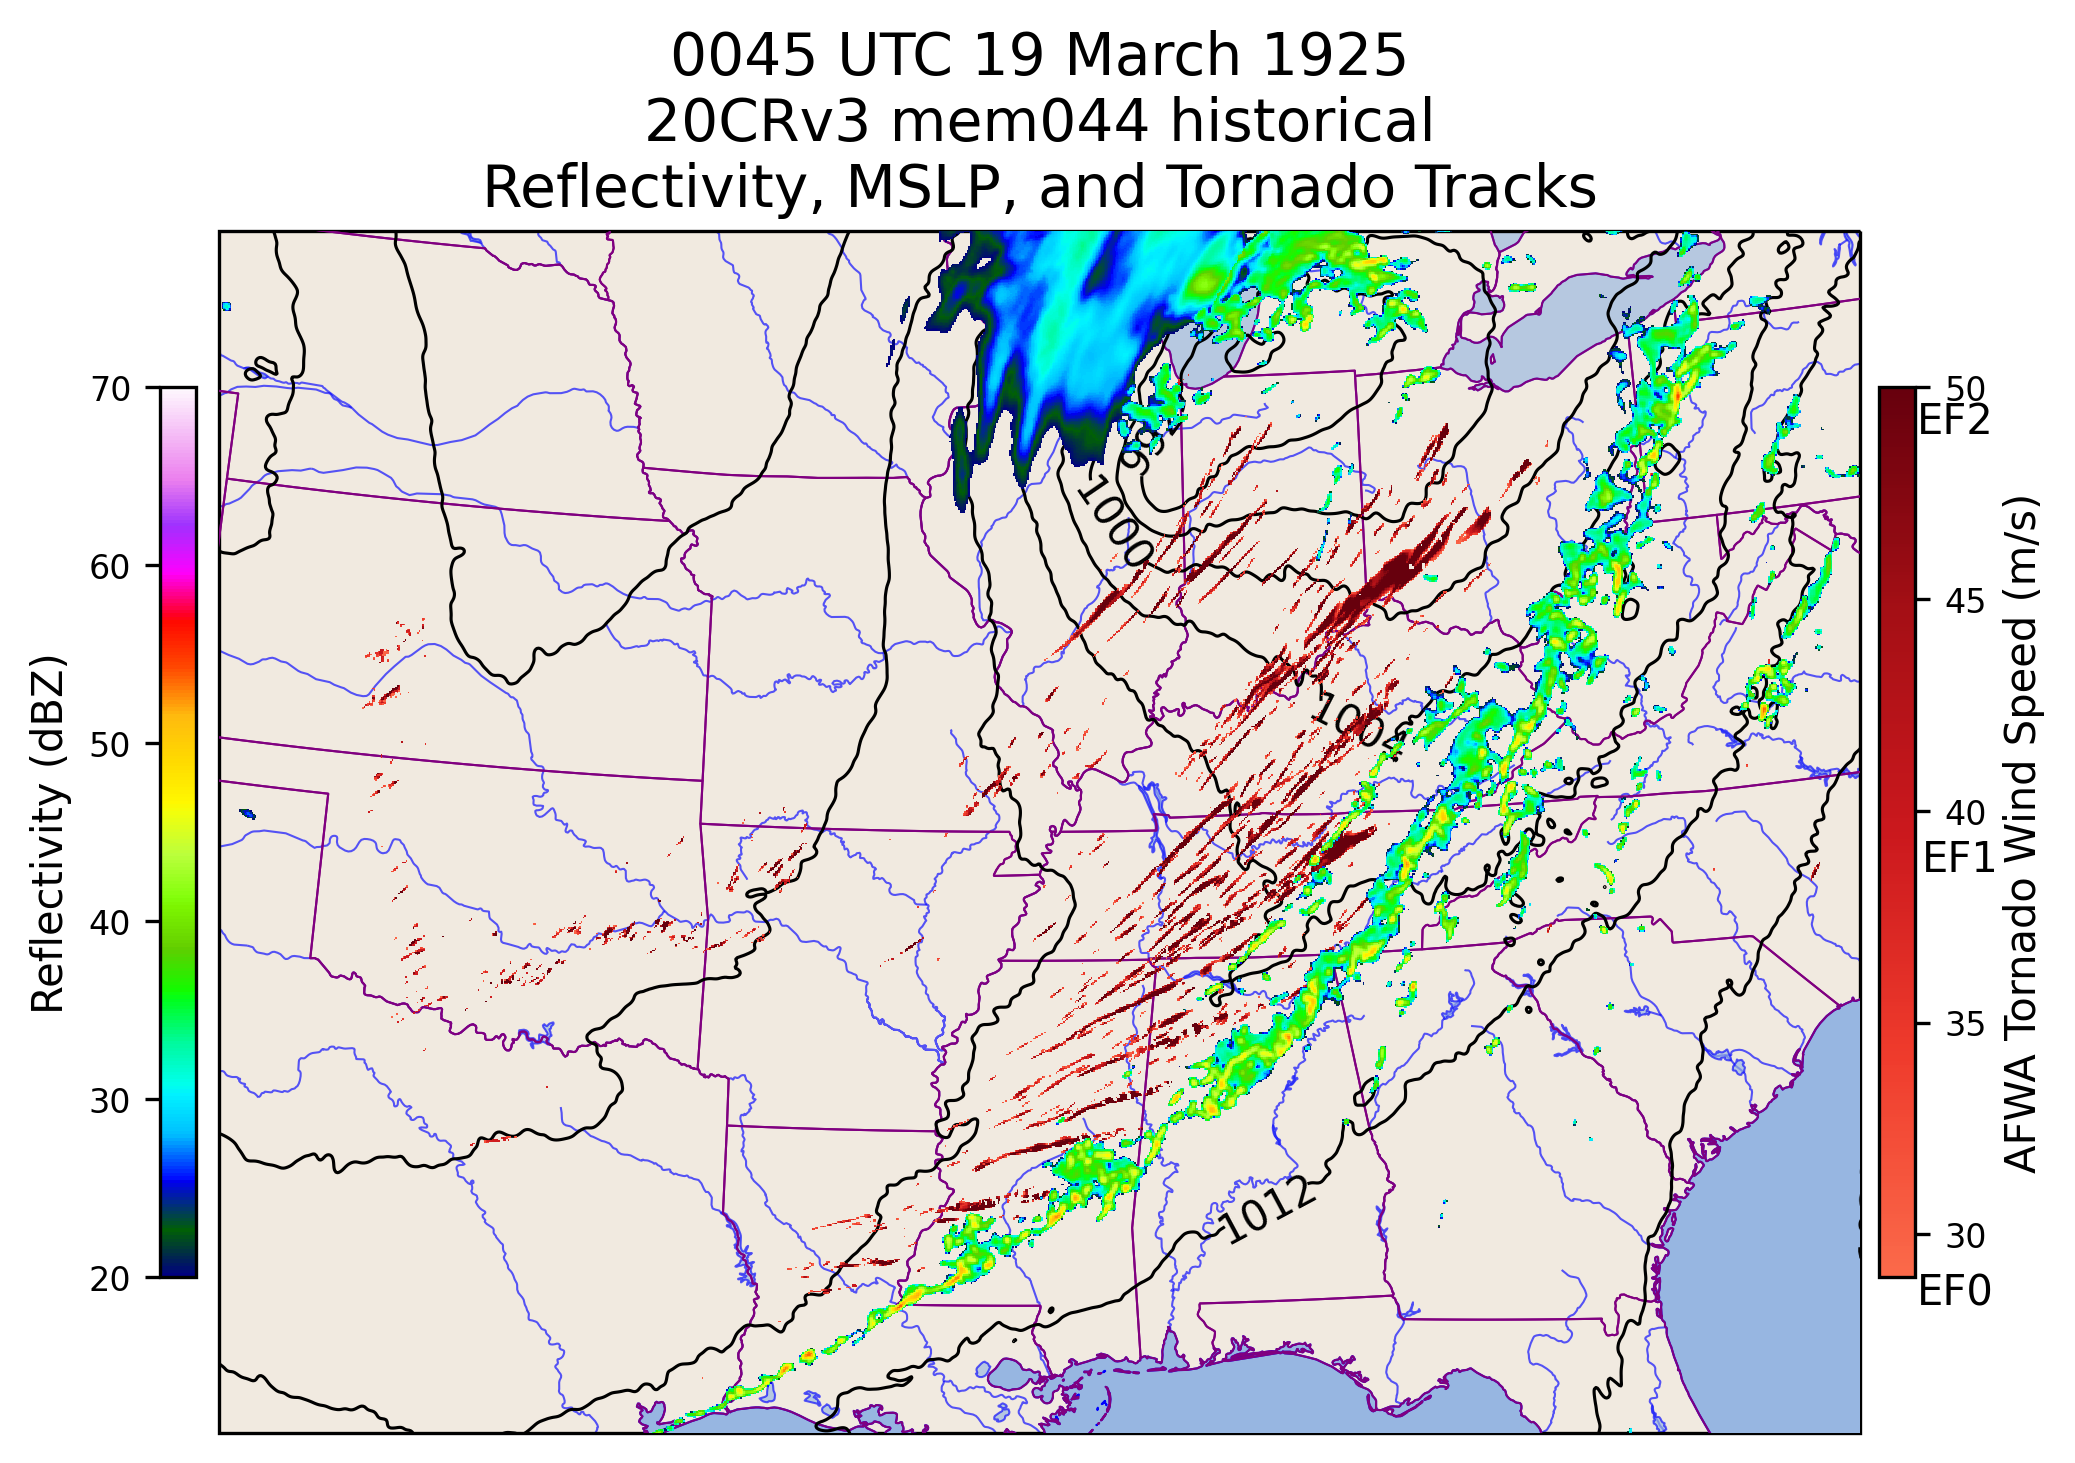 0045 UTC 19 March 1925
20CRv3 mem044 historical
Reflectivity, MSLP, and Tornado Tracks
Reflectivity (dBZ)
70
60
50
40
30
20
1000
1004
1012
50
EF2
45
40
EF1
35
30
EF0
AFWA Tornado Wind Speed (m/s)